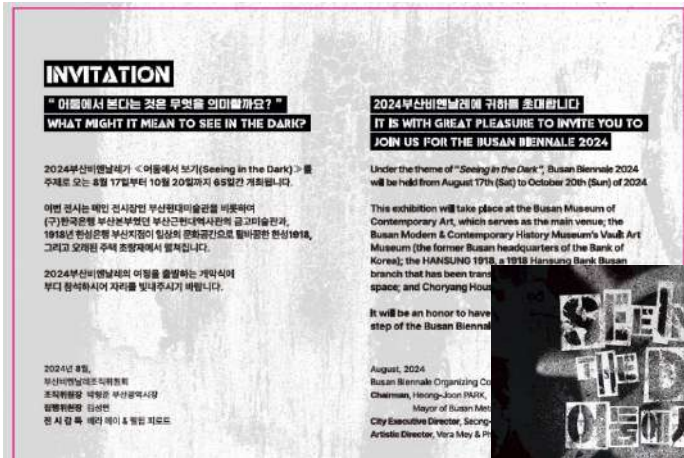 INVITATION
" 어둠에서 본다는 것은 무엇을 의미할까요? "
WHAT MIGHT IT MEAN TO SEE IN THE DARK?
2024부산비엔날레가 <어둠에서 보기(Seeing in the Dark)>를
주제로 오는 8월 17일부터 10월 20일까지 65일간 개최됩니다.
이번 전시는 메인 전시장인 부산현대미술관을 비롯하여
(구)한국은행 부산본부였던 부산근현대역사관의 금고미술관과,
1918년 한성은행 부산지점이 일상의 문화공간으로 탈바꿈한 한성1918,
그리고 오래된 주택 초량재에서 펼쳐집니다.
2024부산비엔날레의 여정을 출발하는 개막식에
부디 참석하시어 자리를 빛내주시기 바랍니다.
2024년 8월,
부산비엔날레조직위원회
조직위원장 박형준 부산광역시장
집행위원장 김성연
전시감독 베라 메이 & 필립 피로트
2024부산비엔날레에 귀하를 초대합니다
IT IS WITH GREAT PLEASURE TO INVITE YOU TO
JOIN US FOR THE BUSAN BIENNALE 2024
Under the theme of "Seeing in the Dark", Busan Biennale 2024
will be held from August 17th (Sat) to October 20th (Sun) of 2024
This exhibition will take place at the Busan Museum of
Contemporary Art, which serves as the main venue; the
Busan Modern & Contemporary History Museum's Vault Art
Museum (the former Busan headquarters of the Bank of
Korea); the HANSUNG 1918, a 1918 Hansung Bank Busan
branch that has been trans
space; and Choryang Hous
It will be an honor to have
step of the Busan Biennal
August, 2024
Busan Biennale Organizing Co
Chairman, Heong-Joon PARK,
Mayor of Busan Met
City Executive Director, Seong-
Artistic Director, Vera Mey & Ph
SEE
THE D
어둠에